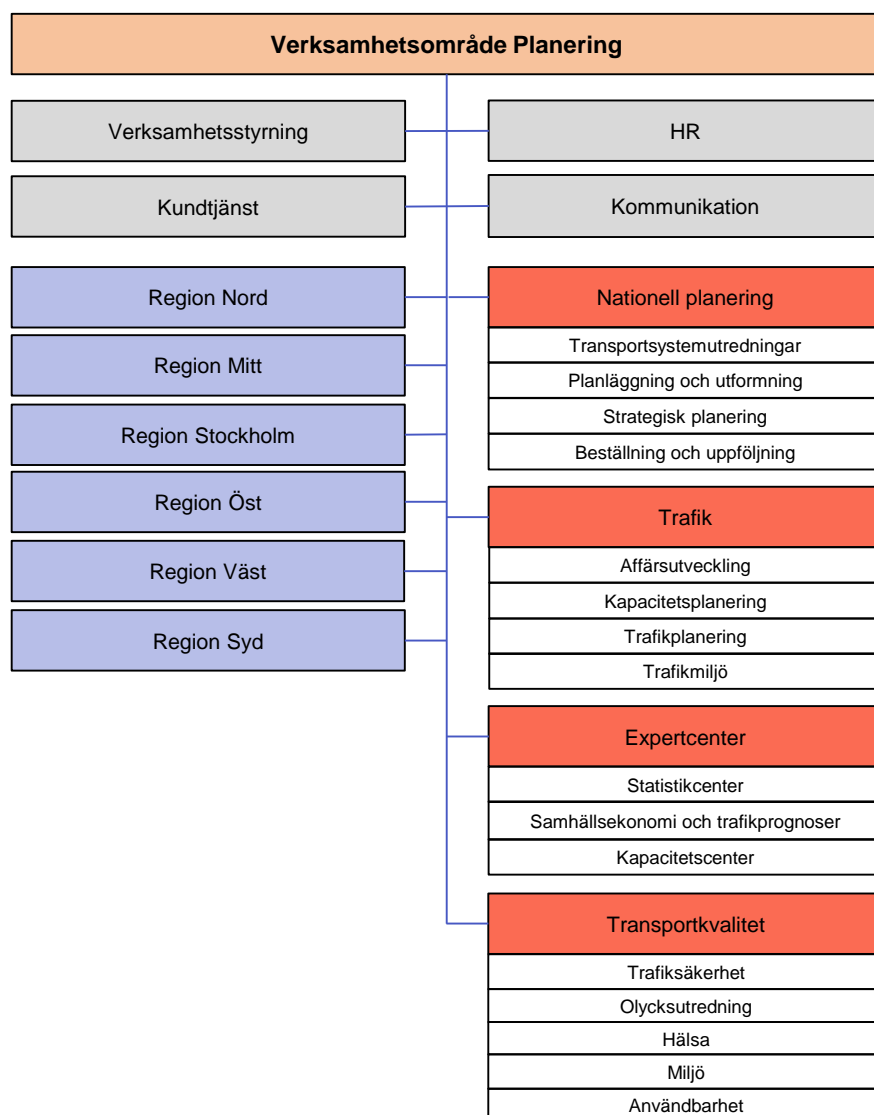 Verksamhetsområde Planering
Verksamhetsstyrning
HR
Kundtjänst
Kommunikation
Region Nord
Region Mitt
Region Stockholm
Region Öst
Region Väst
Region Syd
Nationell planering
Transportsystemutredningar
Planläggning och utformning
Strategisk planering
Beställning och uppföljning
Trafik
Affärsutveckling
Kapacitetsplanering
Trafikplanering
Trafikmiljö
Expertcenter
Statistikcenter
Samhällsekonomi och trafikprognoser
Kapacitetscenter
Transportkvalitet
Trafiksäkerhet
Olycksutredning
Hälsa
Miljö
Användbarhet